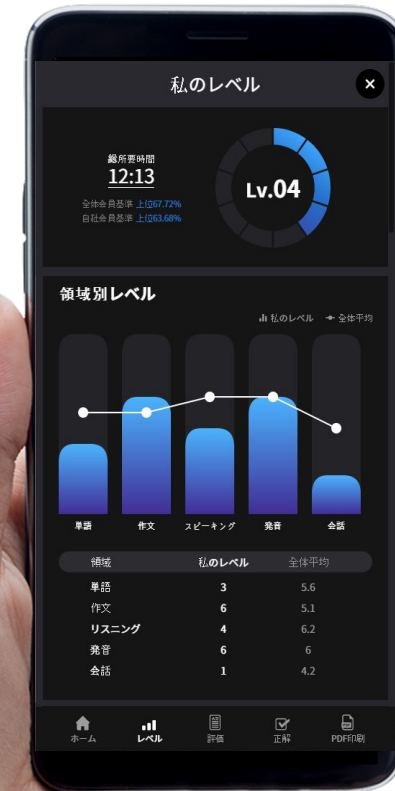 私のレベル
総所要時間
12:13
全体会員基準 上位67.72%
自社会員基準 上位63.68%
Lv.04
領域別レベル
私のレベル 全体平均
単語 作文 スピーキング 発音 会話
領域 私のレベル 全体平均
単語 3 5.6
作文 6 5.1
リスニング 4 6.2
発音 6 6
会話 1 4.2
ホーム レベル 評価 正解 PDF印刷